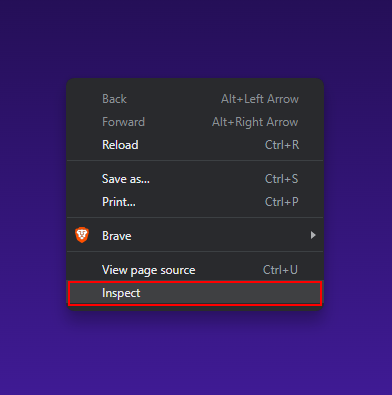 Back Alt+Left Arrow
Forward Alt+Right Arrow
Reload Ctrl+R
Save as... Ctrl+S
Print... Ctrl+P
Brave
View page source Ctrl+U
Inspect